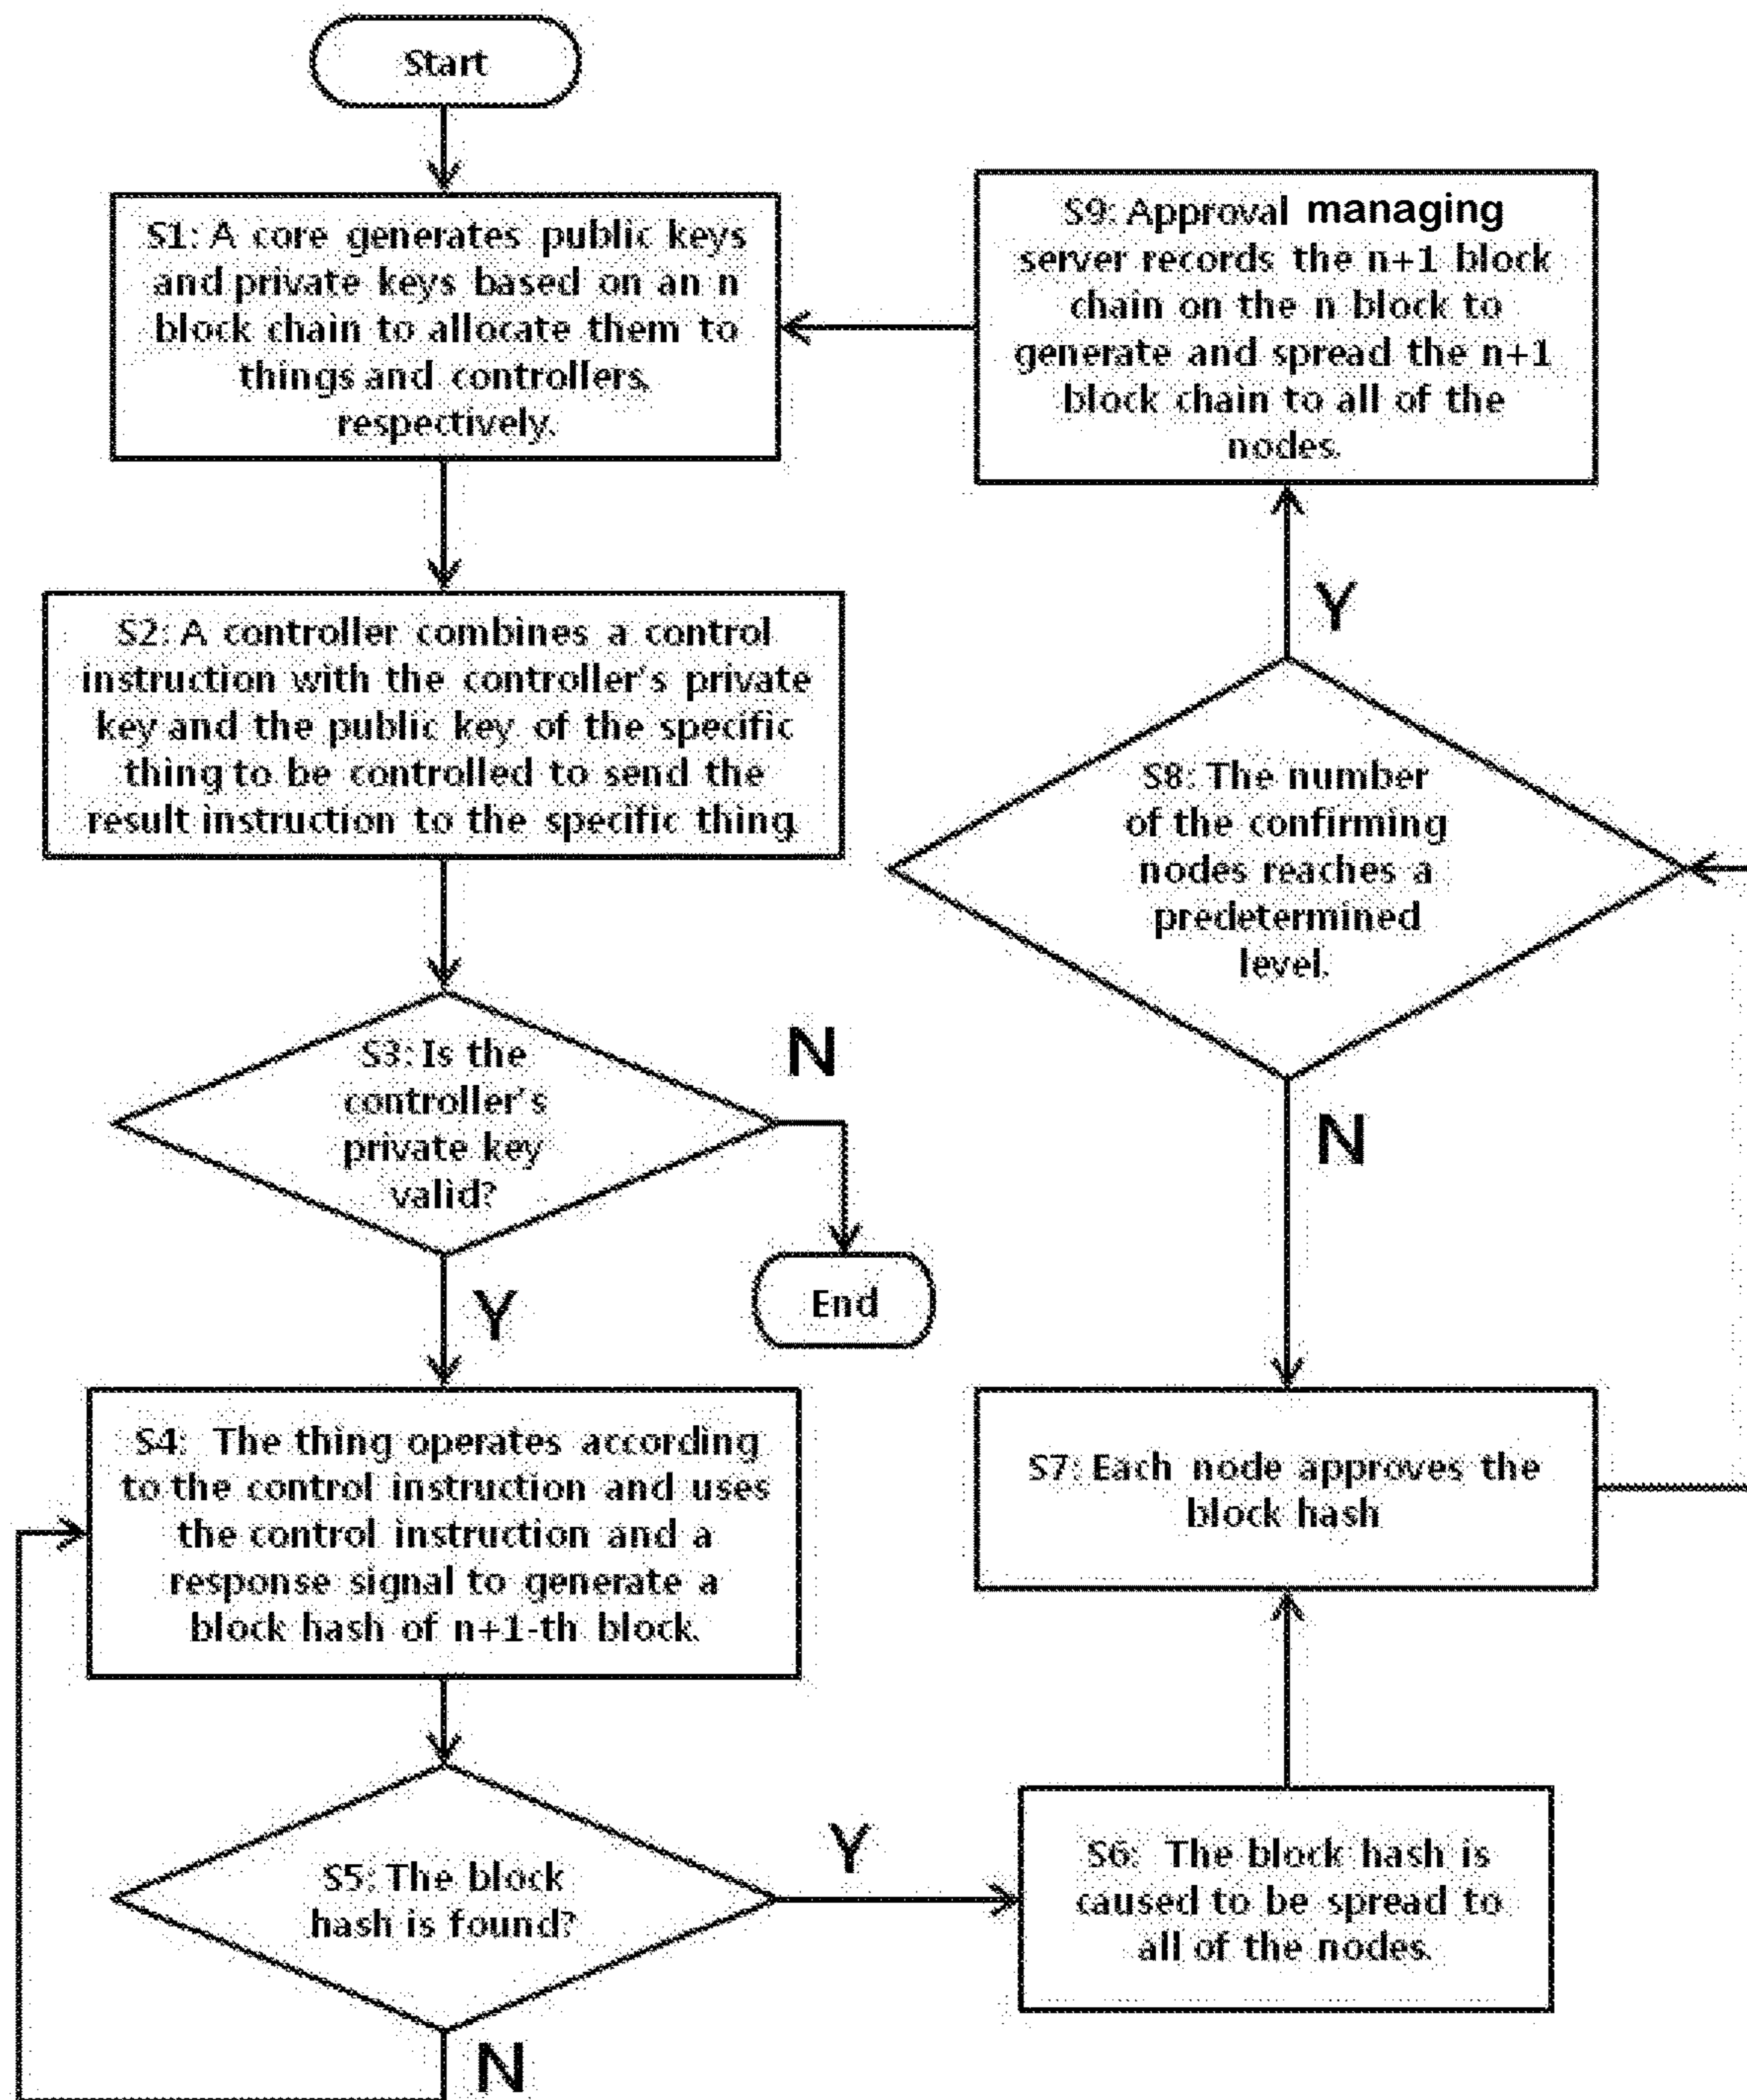 Start
S1: A core generates public keys
and private keys based on an n
block chain to allocate them to
things and controllers,
respectively.
S2: A controller combines a control
instruction with the controller's private
key and the public key of the specific
thing to be controlled to send the
result instruction to the specific thing.
S3: Is the
controller's
private key
valid?
N
End
Y
S4: The thing operates according
to the control instruction and uses
the control instruction and a
response signal to generate a
block hash of n+1-th block.
S5: The block
hash is found?
N
Y
S6: The block hash is
caused to be spread to
all of the nodes.
S7: Each node approves the
block hash
S8: The number
of the confirming
nodes reaches a
predetermined
level.
N
Y
S9: Approval managing
server records the n+1 block
chain on the n block to
generate and spread the n+1
block chain to all of the
nodes.